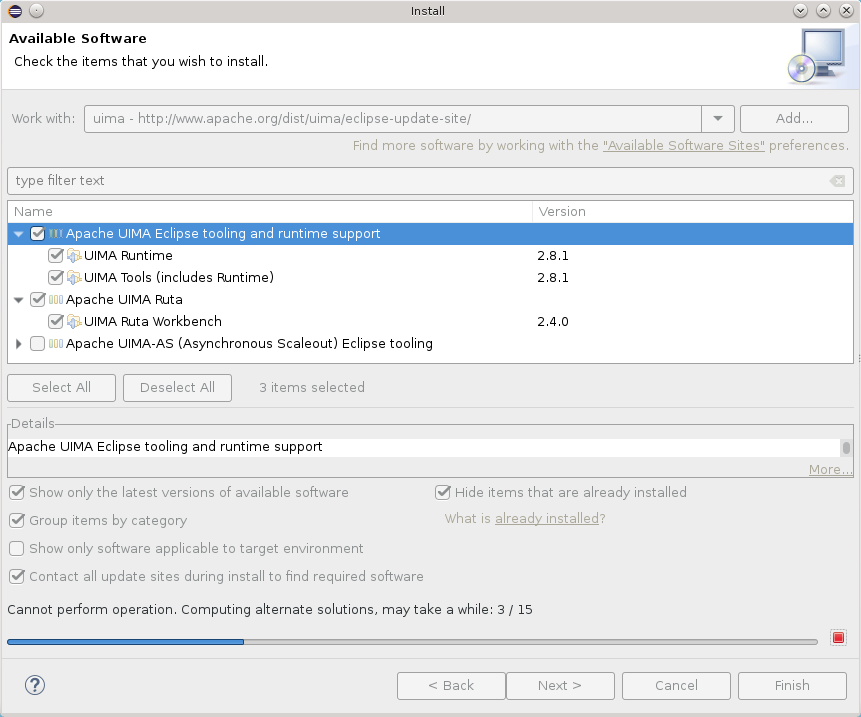 Install
Available Software
Check the items that you wish to install.
Work with: uima - http://www.apache.org/dist/uima/eclipse-update-site/ Add...
Find more software by working with the "Available Software Sites" preferences.
type filter text
Name Version
Apache UIMA Eclipse tooling and runtime support
UIMA Runtime 2.8.1
UIMA Tools (includes Runtime) 2.8.1
Apache UIMA Ruta
UIMA Ruta Workbench 2.4.0
Apache UIMA-AS (Asynchronous Scaleout) Eclipse tooling
Select All Deselect All 3 items selected
Details
Apache UIMA Eclipse tooling and runtime support
More...
Show only the latest versions of available software Hide items that are already installed
Group items by category What is already installed?
Show only software applicable to target environment
Contact all update sites during install to find required software
Cannot perform operation. Computing alternate solutions, may take a while: 3 / 15
? < Back Next > Cancel Finish